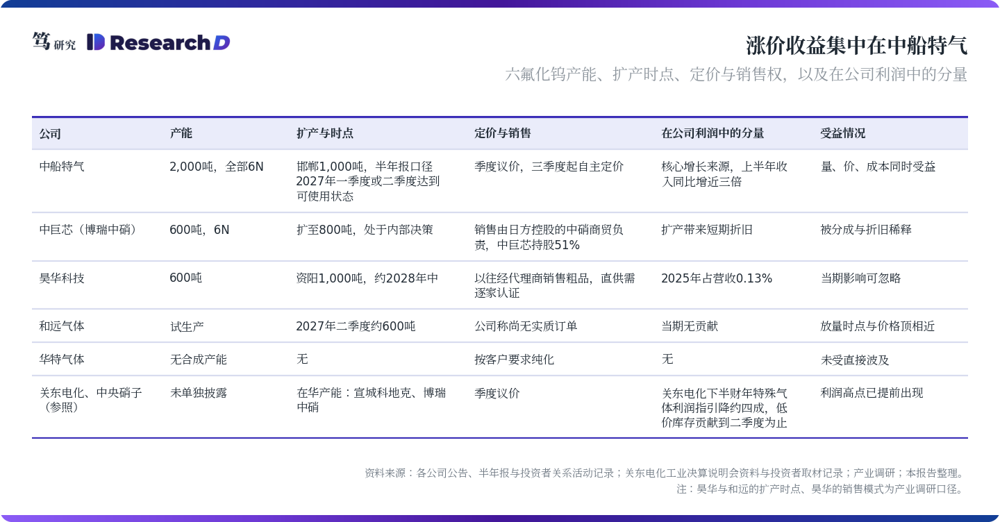 笃 研究 ResearchD
涨价收益集中在中船特气
六氟化钨产能、扩产时点、定价与销售权，以及在公司利润中的分量
公司 产能 扩产与时点 定价与销售 在公司利润中的分量 受益情况
中船特气 2,000吨，全部6N 邯郸1,000吨，半年报口径 季度议价，三季度起自主定价 核心增长来源，上半年收 量、价、成本同时受益
2027年一季度或二季度达到 入同比增近三倍
可使用状态
中巨芯（博瑞中硝） 600吨，6N 扩至800吨，处于内部决策 销售由日方控股的中硝商贸负 扩产带来短期折旧 被分成与折旧稀释
责，中巨芯持股51%
昊华科技 600吨 资阳1,000吨，约2028年中 以往经代理商销售粗品，直供需 2025年占营收0.13% 当期影响可忽略
逐家认证
和远气体 试生产 2027年二季度约600吨 公司称尚无实质订单 当期无贡献 放量时点与价格顶相近
华特气体 无合成产能 无 按客户要求纯化 无 未受直接波及
关东电化、中央硝子 未单独披露 在华产能：宣城科地克、博瑞 季度议价 关东电化下半财年特殊气 利润高点已提前出现
（参照） 中硝 体利润指引降约四成，低
价库存贡献到二季度为止
资料来源：各公司公告、半年报与投资者关系活动记录；关东电化工业决算说明会资料与投资者取材记录；产业调研；本报告整理。
注：昊华与和远的扩产时点、昊华的销售模式为产业调研口径。